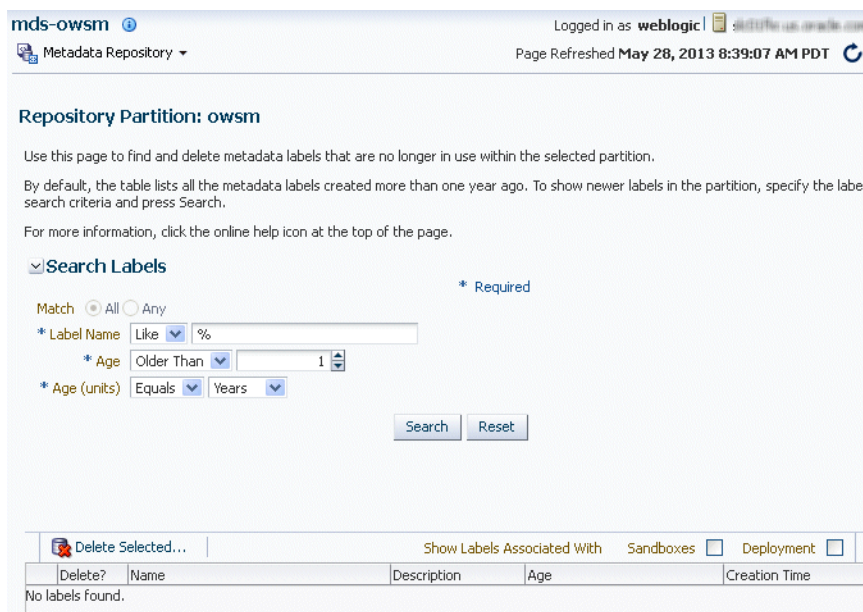 mds-owsm
Logged in as weblogic
Metadata Repository
Page Refreshed May 28, 2013 8:39:07 AM PDT
Repository Partition: owsm
Use this page to find and delete metadata labels that are no longer in use within the selected partition.
By default, the table lists all the metadata labels created more than one year ago. To show newer labels in the partition, specify the labe
search criteria and press Search.
For more information, click the online help icon at the top of the page.
Search Labels
* Required
Match All Any
* Label Name Like %
* Age Older Than 1
* Age (units) Equals Years
Search Reset
Delete Selected... Show Labels Associated With Sandboxes Deployment
Delete? Name Description Age Creation Time
No labels found.